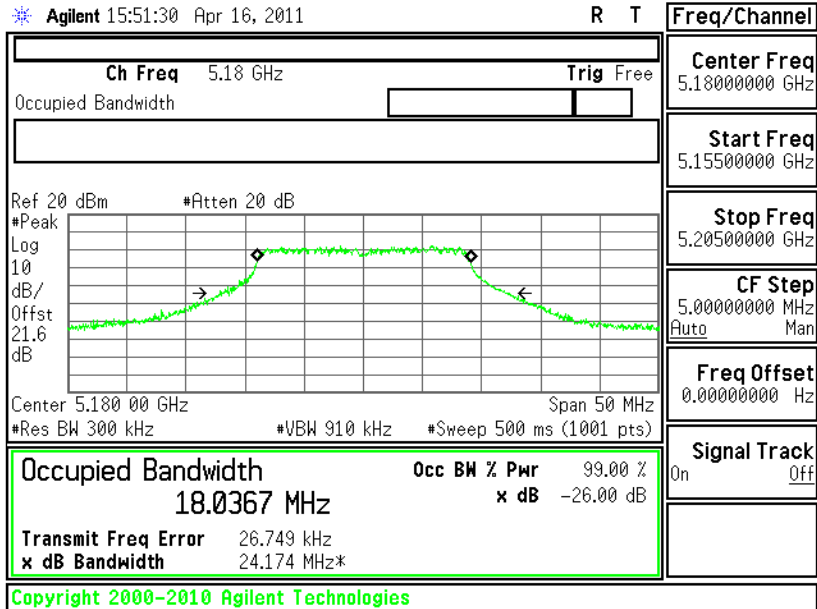 Agilent 15:51:30 Apr 16, 2011 R T
Freq/Channel
Ch Freq 5.18 GHz Trig Free
Occupied Bandwidth
Center Freq
5.18000000 GHz
Start Freq
5.15500000 GHz
Stop Freq
5.20500000 GHz
CF Step
5.00000000 MHz
Auto Man
Freq Offset
0.00000000 Hz
Signal Track
On Off
Ref 20 dBm #Atten 20 dB
#Peak
Log
10
dB/
Offst
21.6
dB
Center 5.180 00 GHz Span 50 MHz
#Res BW 300 kHz #VBW 910 kHz #Sweep 500 ms (1001 pts)
Occupied Bandwidth Occ BW % Pwr 99.00 %
18.0367 MHz x dB -26.00 dB
Transmit Freq Error 26.749 kHz
x dB Bandwidth 24.174 MHz*
Copyright 2000-2010 Agilent Technologies